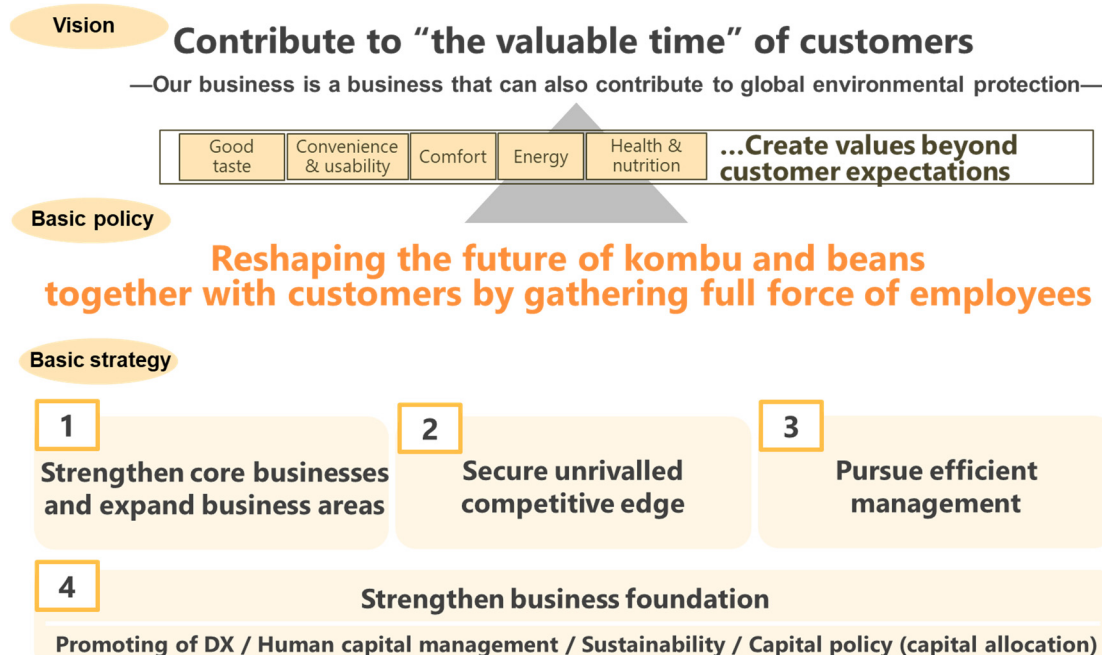 Vision
Contribute to “the valuable time” of customers
—Our business is a business that can also contribute to global environmental protection—
Good
taste
Convenience
& usability
Comfort
Energy
Health &
nutrition
…Create values beyond
customer expectations
Basic policy
Reshaping the future of kombu and beans
together with customers by gathering full force of employees
Basic strategy
1
Strengthen core businesses
and expand business areas
2
Secure unrivalled
competitive edge
3
Pursue efficient
management
4
Strengthen business foundation
Promoting of DX / Human capital management / Sustainability / Capital policy (capital allocation)